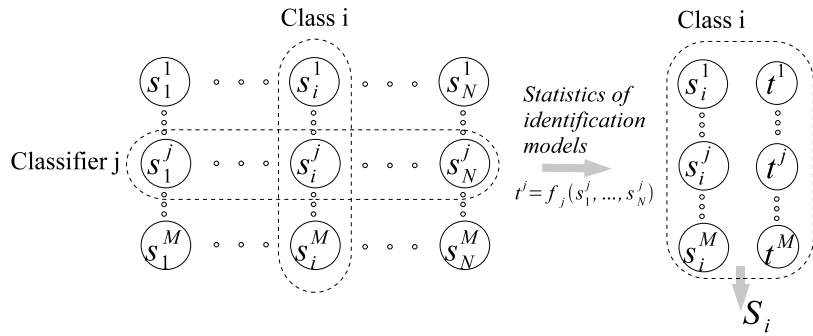 Class i
s_1^1 s_i^1 s_N^1
Classifier j s_1^j s_i^j s_N^j
s_1^M s_i^M s_N^M
Statistics of
identification
models
t^j=f_j(s_1^j,...,s_N^j)
Class i
s_i^1 t^1
s_i^j t^j
s_i^M t^M
S_i